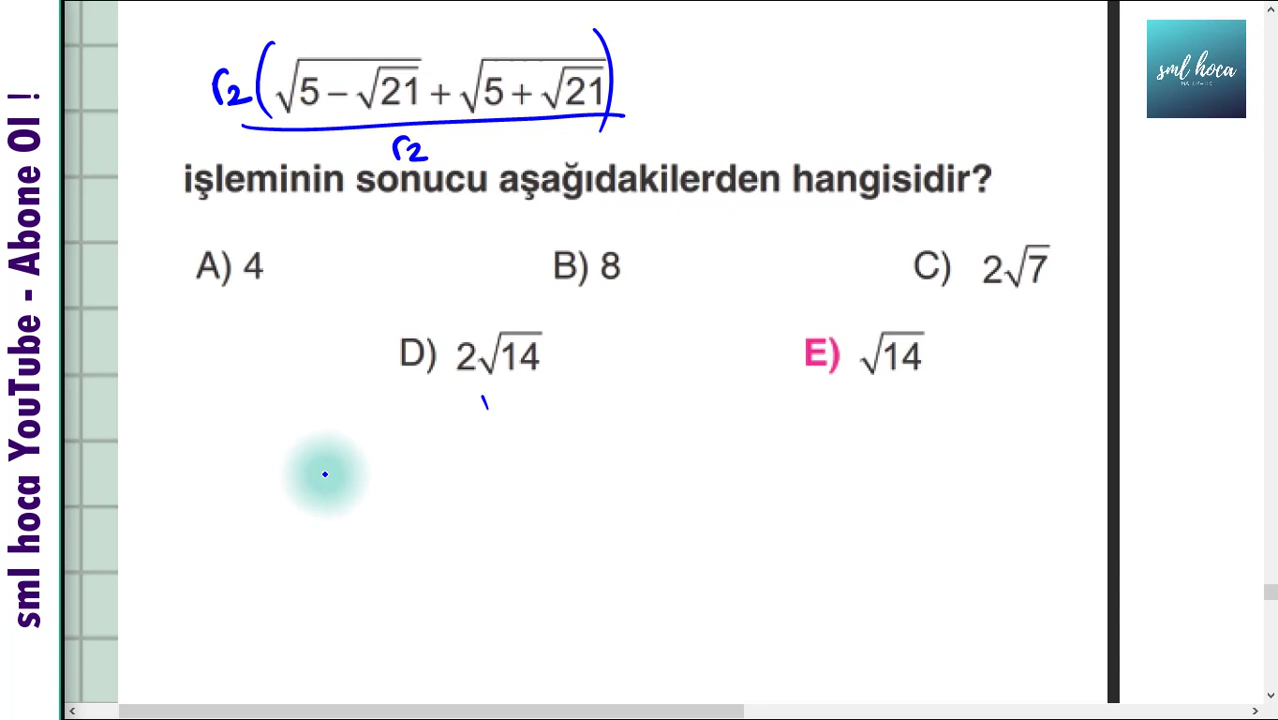 √2(√(5 − √21) + √(5 + √21))
√2
işleminin sonucu aşağıdakilerden hangisidir?
A) 4 B) 8 C) 2√7
D) 2√14 E) √14
sml hoca YouTube - Abone Ol !
sml hoca